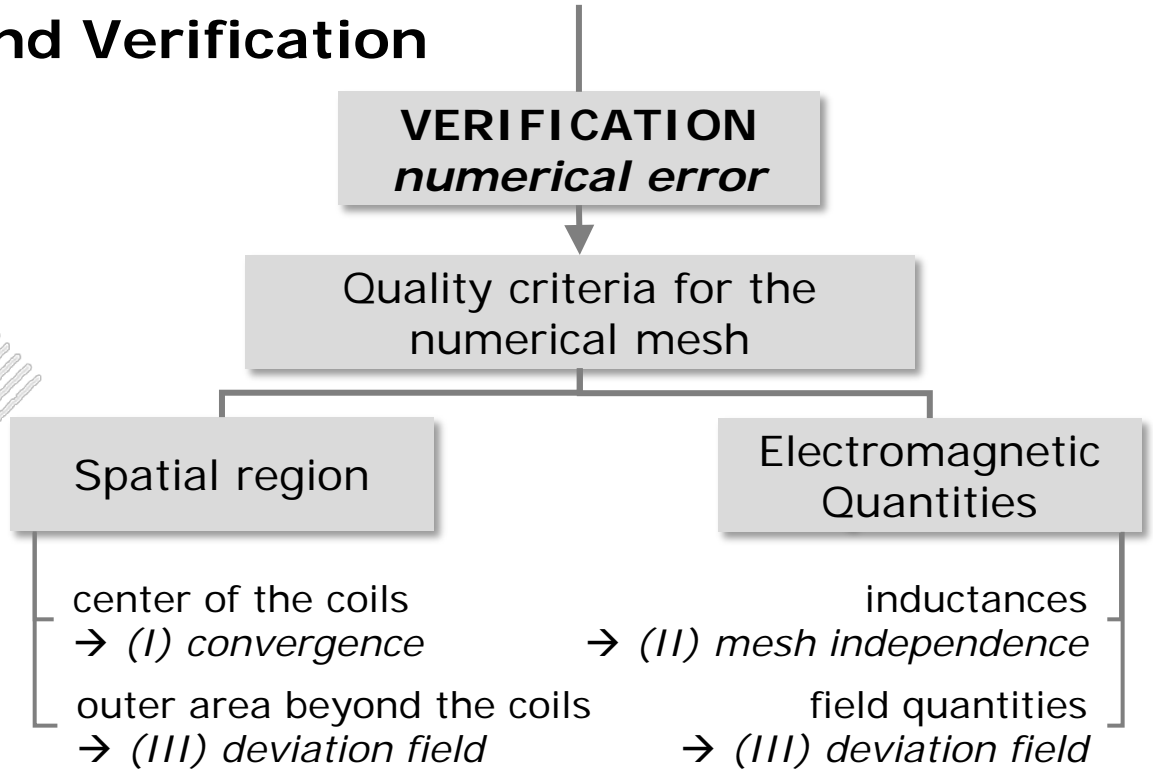 nd Verification
VERIFICATION
numerical error
Quality criteria for the
numerical mesh
Spatial region
Electromagnetic
Quantities
center of the coils
→ (I) convergence
outer area beyond the coils
→ (III) deviation field
inductances
→ (II) mesh independence
field quantities
→ (III) deviation field